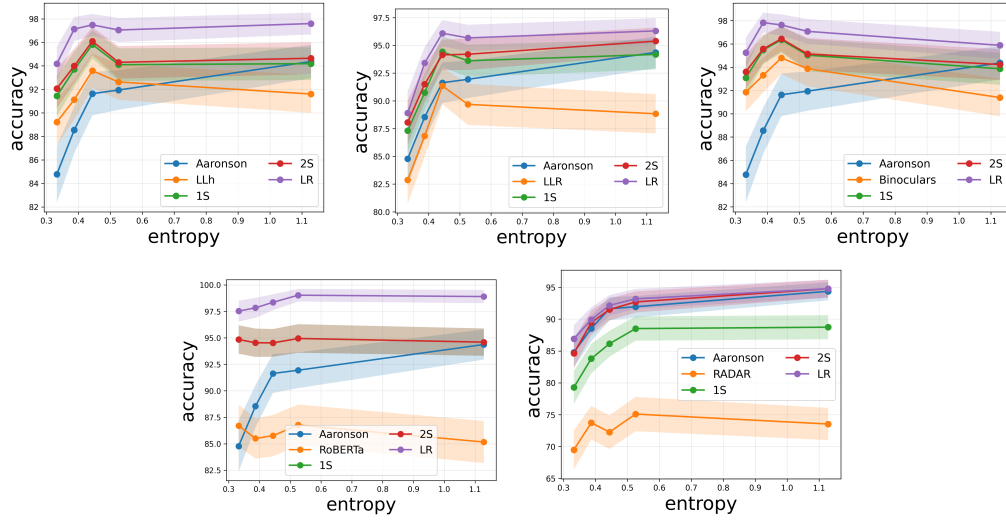 98
96
94
92
90
88
86
84
82
accuracy
0.3 0.4 0.5 0.6 0.7 0.8 0.9 1.0 1.1
entropy
Aaronson
LLh
1S
2S
LR
97.5
95.0
92.5
90.0
87.5
85.0
82.5
80.0
accuracy
0.3 0.4 0.5 0.6 0.7 0.8 0.9 1.0 1.1
entropy
Aaronson
LLR
1S
2S
LR
98
96
94
92
90
88
86
84
82
accuracy
0.3 0.4 0.5 0.6 0.7 0.8 0.9 1.0 1.1
entropy
Aaronson
Binoculars
1S
2S
LR
100.0
97.5
95.0
92.5
90.0
87.5
85.0
82.5
accuracy
0.3 0.4 0.5 0.6 0.7 0.8 0.9 1.0 1.1
entropy
Aaronson
RoBERTa
1S
2S
LR
95
90
85
80
75
70
65
accuracy
0.3 0.4 0.5 0.6 0.7 0.8 0.9 1.0 1.1
entropy
Aaronson
RADAR
1S
2S
LR